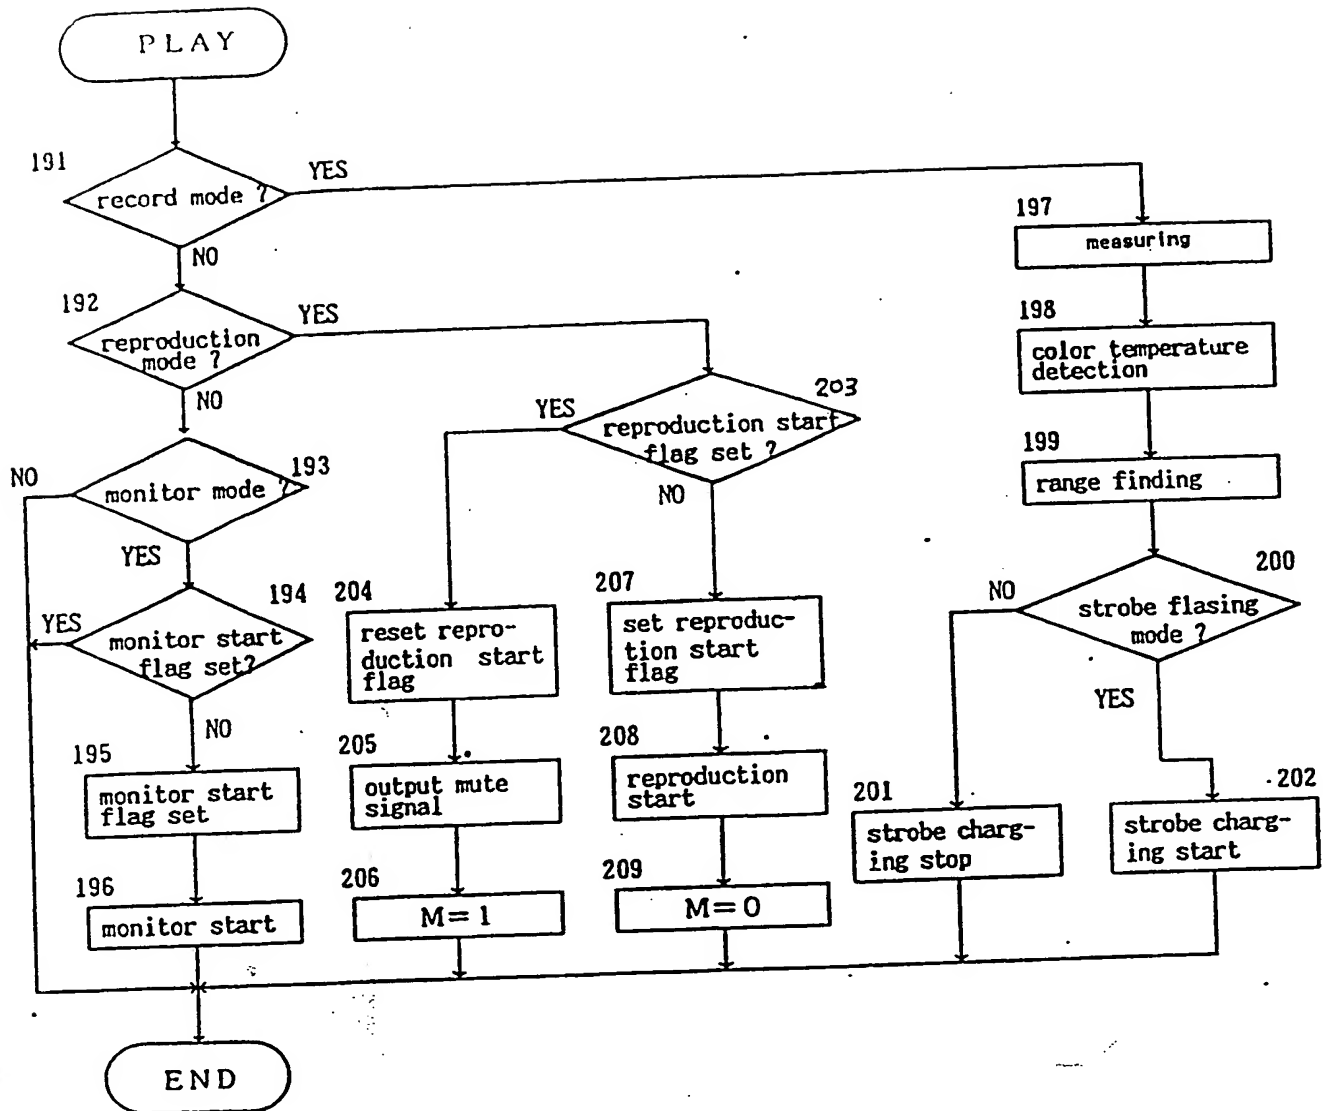 PLAY
191
record mode ?
YES
NO
192
reproduction
mode ?
YES
NO
193
monitor mode ?
NO
YES
194
monitor start
flag set?
YES
NO
195
monitor start
flag set
196
monitor start
203
reproduction start
flag set ?
YES
NO
204
reset repro-
duction start
flag
205
output mute
signal
206
M=1
207
set reproduc-
tion start
flag
208
reproduction
start
209
M=0
197
measuring
198
color temperature
detection
199
range finding
200
strobe flasing
mode ?
NO
YES
201
strobe charg-
ing stop
202
strobe charg-
ing start
END